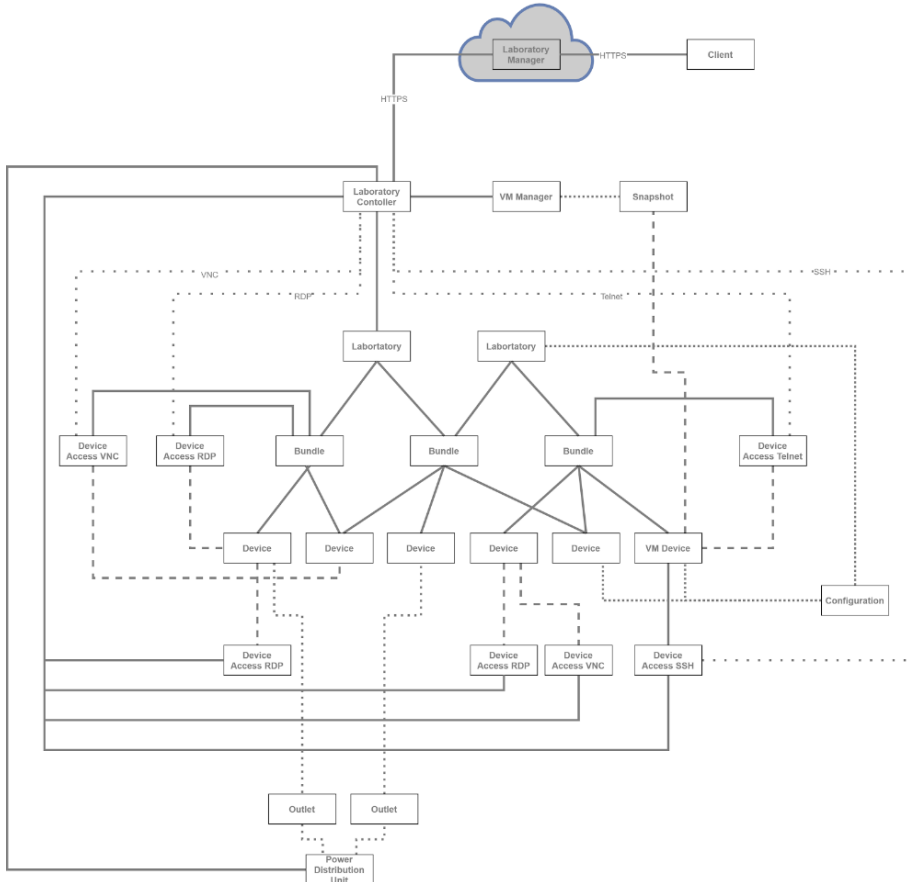 Laboratory
Manager
HTTPS
Client
HTTPS
Laboratory
Contoller
VM Manager
Snapshot
VNC
SSH
RDP
Telnet
Labortatory
Labortatory
Device
Access VNC
Device
Access RDP
Bundle
Bundle
Bundle
Device
Access Telnet
Device
Device
Device
Device
Device
VM Device
Configuration
Device
Access RDP
Device
Access RDP
Device
Access VNC
Device
Access SSH
Outlet
Outlet
Power
Distribution
Unit